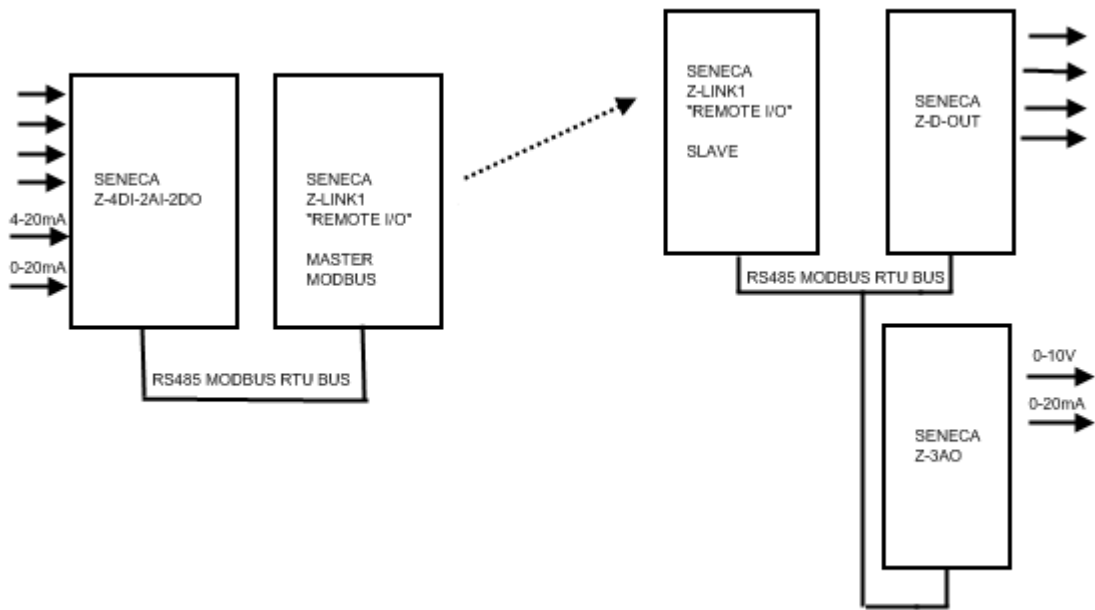 SENECA
Z-4DI-2AI-2DO
4-20mA
0-20mA
SENECA
Z-LINK1
"REMOTE I/O"
MASTER
MODBUS
RS485 MODBUS RTU BUS
SENECA
Z-LINK1
"REMOTE I/O"
SLAVE
SENECA
Z-D-OUT
RS485 MODBUS RTU BUS
SENECA
Z-3AO
0-10V
0-20mA